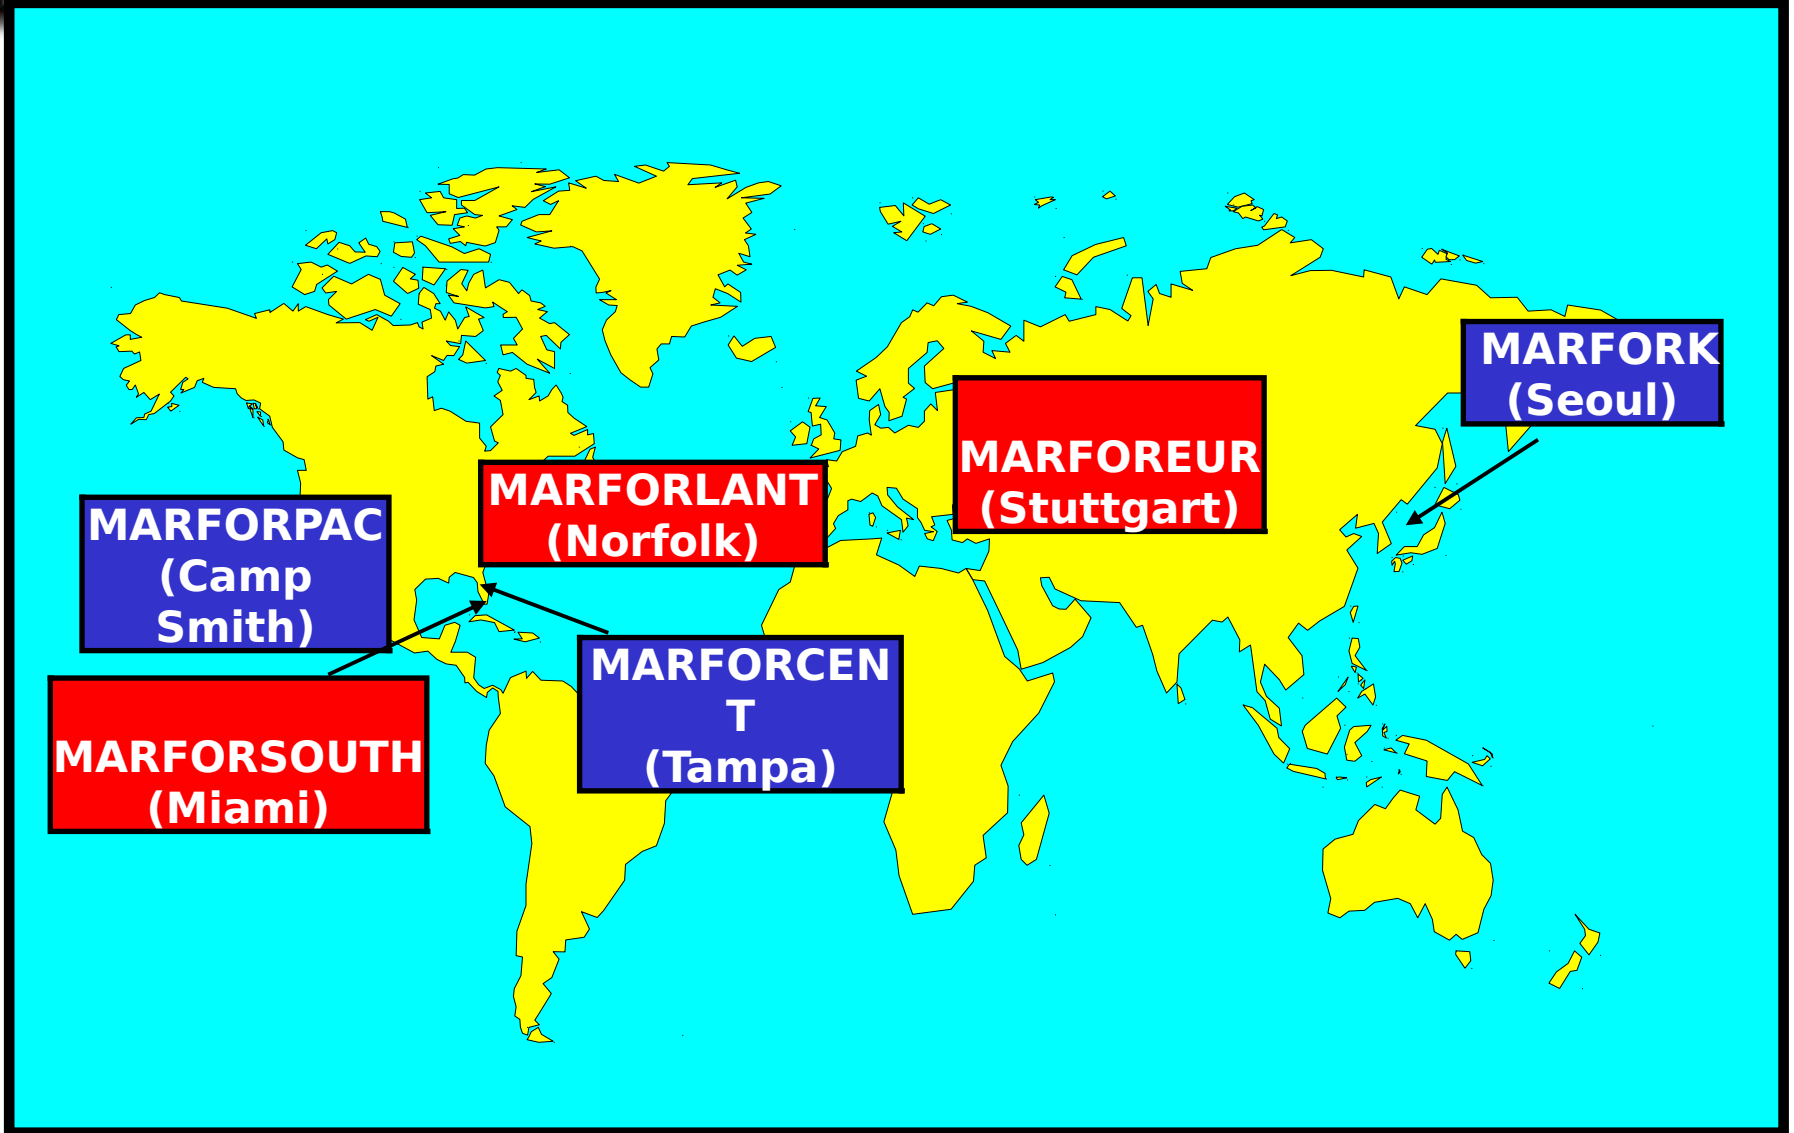 MARFORK
(Seoul)
MARFOREUR
(Stuttgart)
MARFORLANT
(Norfolk)
MARFORPAC
(Camp
Smith)
MARFORCEN
T
(Tampa)
MARFORSOUTH
(Miami)